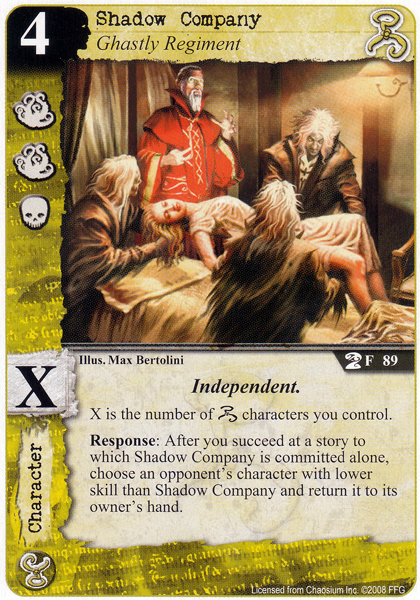 4
Shadow Company
Ghastly Regiment
Illus. Max Bertolini
F 89
X
Independent.
X is the number of characters you control.
Response: After you succeed at a story to
which Shadow Company is committed alone,
choose an opponent's character with lower
skill than Shadow Company and return it to its
owner's hand.
Character
Licensed from Chaosium Inc. ©2008 FFG